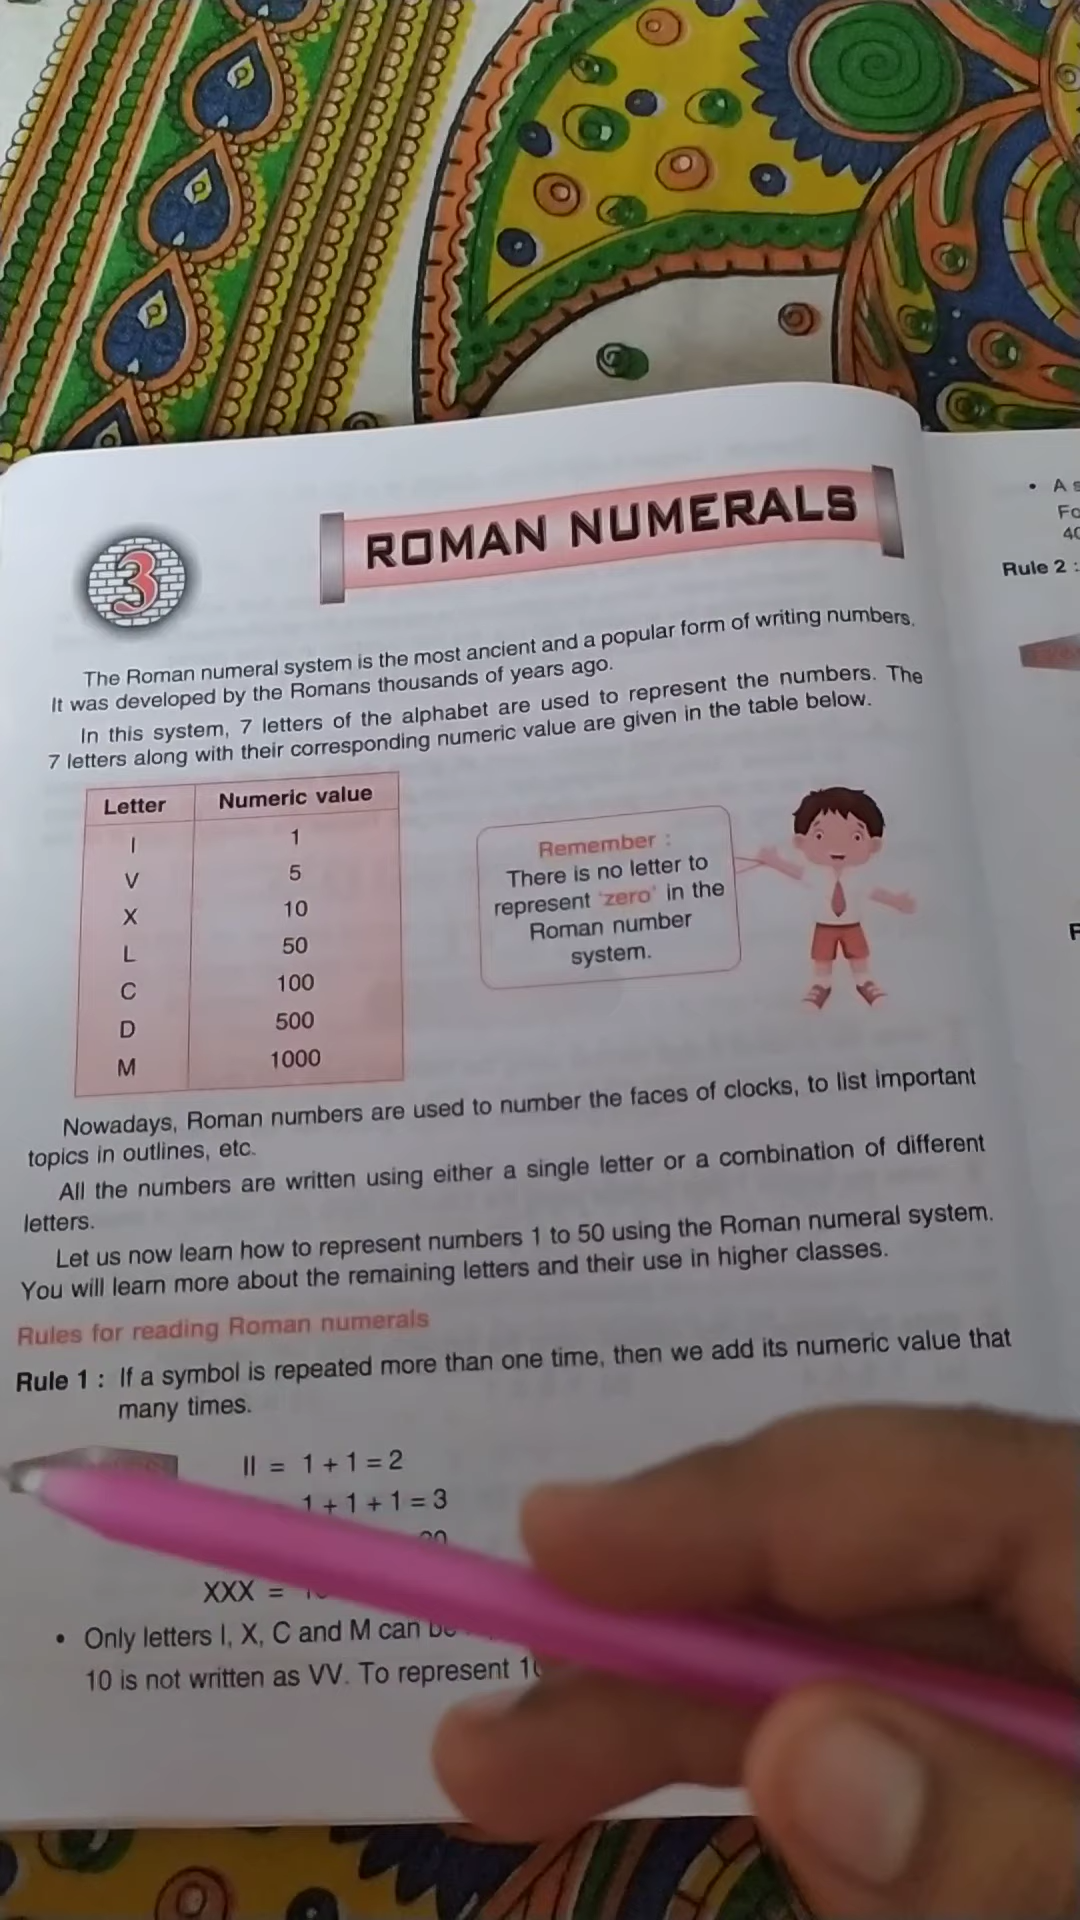 3
ROMAN NUMERALS
The Roman numeral system is the most ancient and a popular form of writing numbers.
It was developed by the Romans thousands of years ago.
In this system, 7 letters of the alphabet are used to represent the numbers. The
7 letters along with their corresponding numeric value are given in the table below.
Letter Numeric value
I 1
V 5
X 10
L 50
C 100
D 500
M 1000
Remember :
There is no letter to
represent 'zero' in the
Roman number
system.
Nowadays, Roman numbers are used to number the faces of clocks, to list important
topics in outlines, etc.
All the numbers are written using either a single letter or a combination of different
letters.
Let us now learn how to represent numbers 1 to 50 using the Roman numeral system.
You will learn more about the remaining letters and their use in higher classes.
Rules for reading Roman numerals
Rule 1 : If a symbol is repeated more than one time, then we add its numeric value that
many times.
II = 1 + 1 = 2
1 + 1 + 1 = 3
XXX =
• Only letters I, X, C and M can
10 is not written as VV. To represent
• A
Rule 2 :